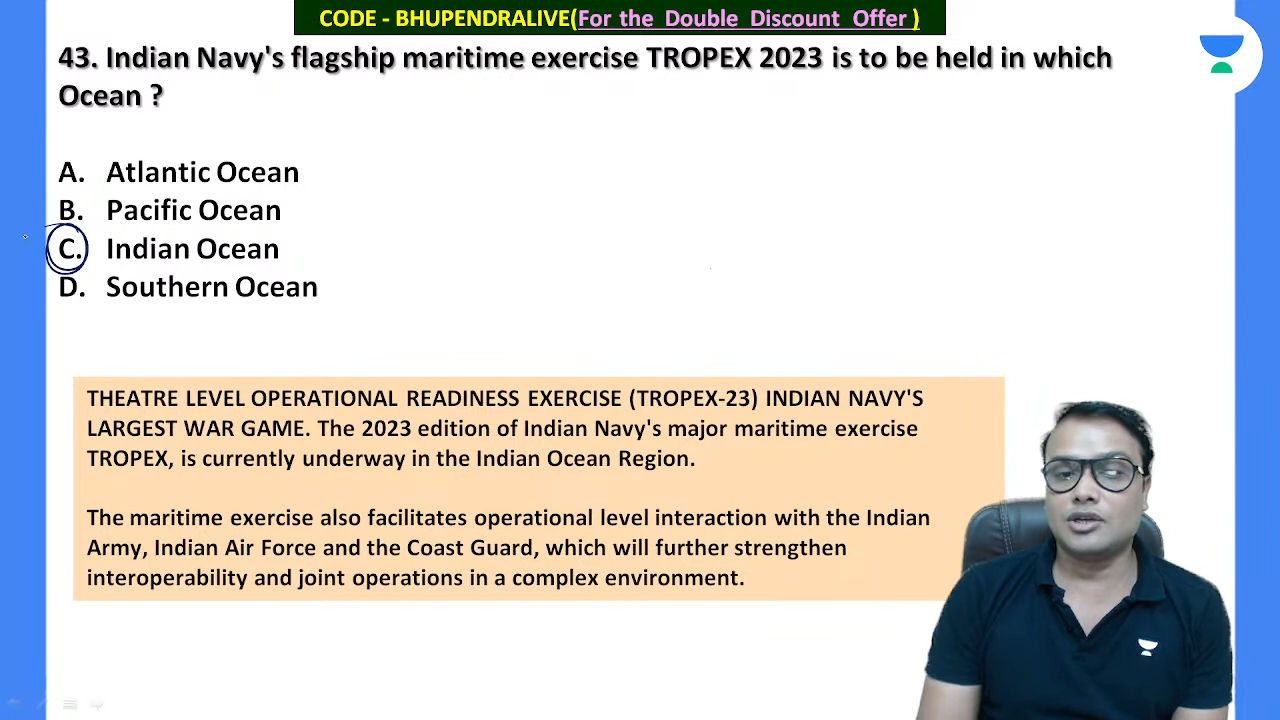 CODE - BHUPENDRALIVE(For the Double Discount Offer )
43. Indian Navy's flagship maritime exercise TROPEX 2023 is to be held in which
Ocean ?
A. Atlantic Ocean
B. Pacific Ocean
C. Indian Ocean
D. Southern Ocean
THEATRE LEVEL OPERATIONAL READINESS EXERCISE (TROPEX-23) INDIAN NAVY'S
LARGEST WAR GAME. The 2023 edition of Indian Navy's major maritime exercise
TROPEX, is currently underway in the Indian Ocean Region.
The maritime exercise also facilitates operational level interaction with the Indian
Army, Indian Air Force and the Coast Guard, which will further strengthen
interoperability and joint operations in a complex environment.